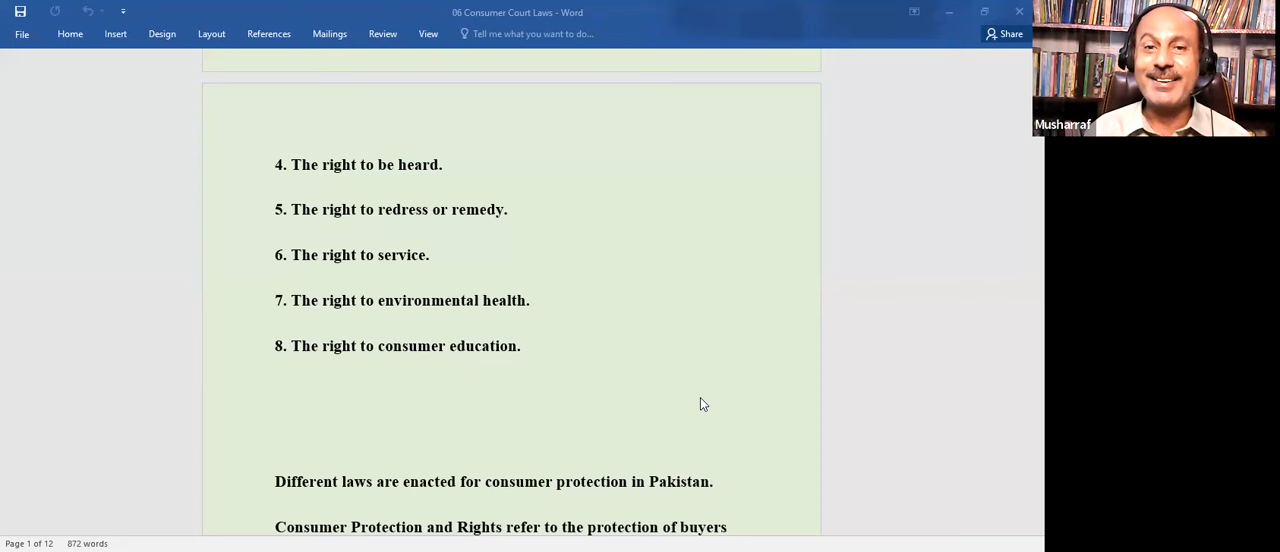 06 Consumer Court Laws - Word
File Home Insert Design Layout References Mailings Review View Tell me what you want to do... Share
Musharraf
4. The right to be heard.
5. The right to redress or remedy.
6. The right to service.
7. The right to environmental health.
8. The right to consumer education.
Different laws are enacted for consumer protection in Pakistan.
Consumer Protection and Rights refer to the protection of buyers
Page 1 of 12 872 words